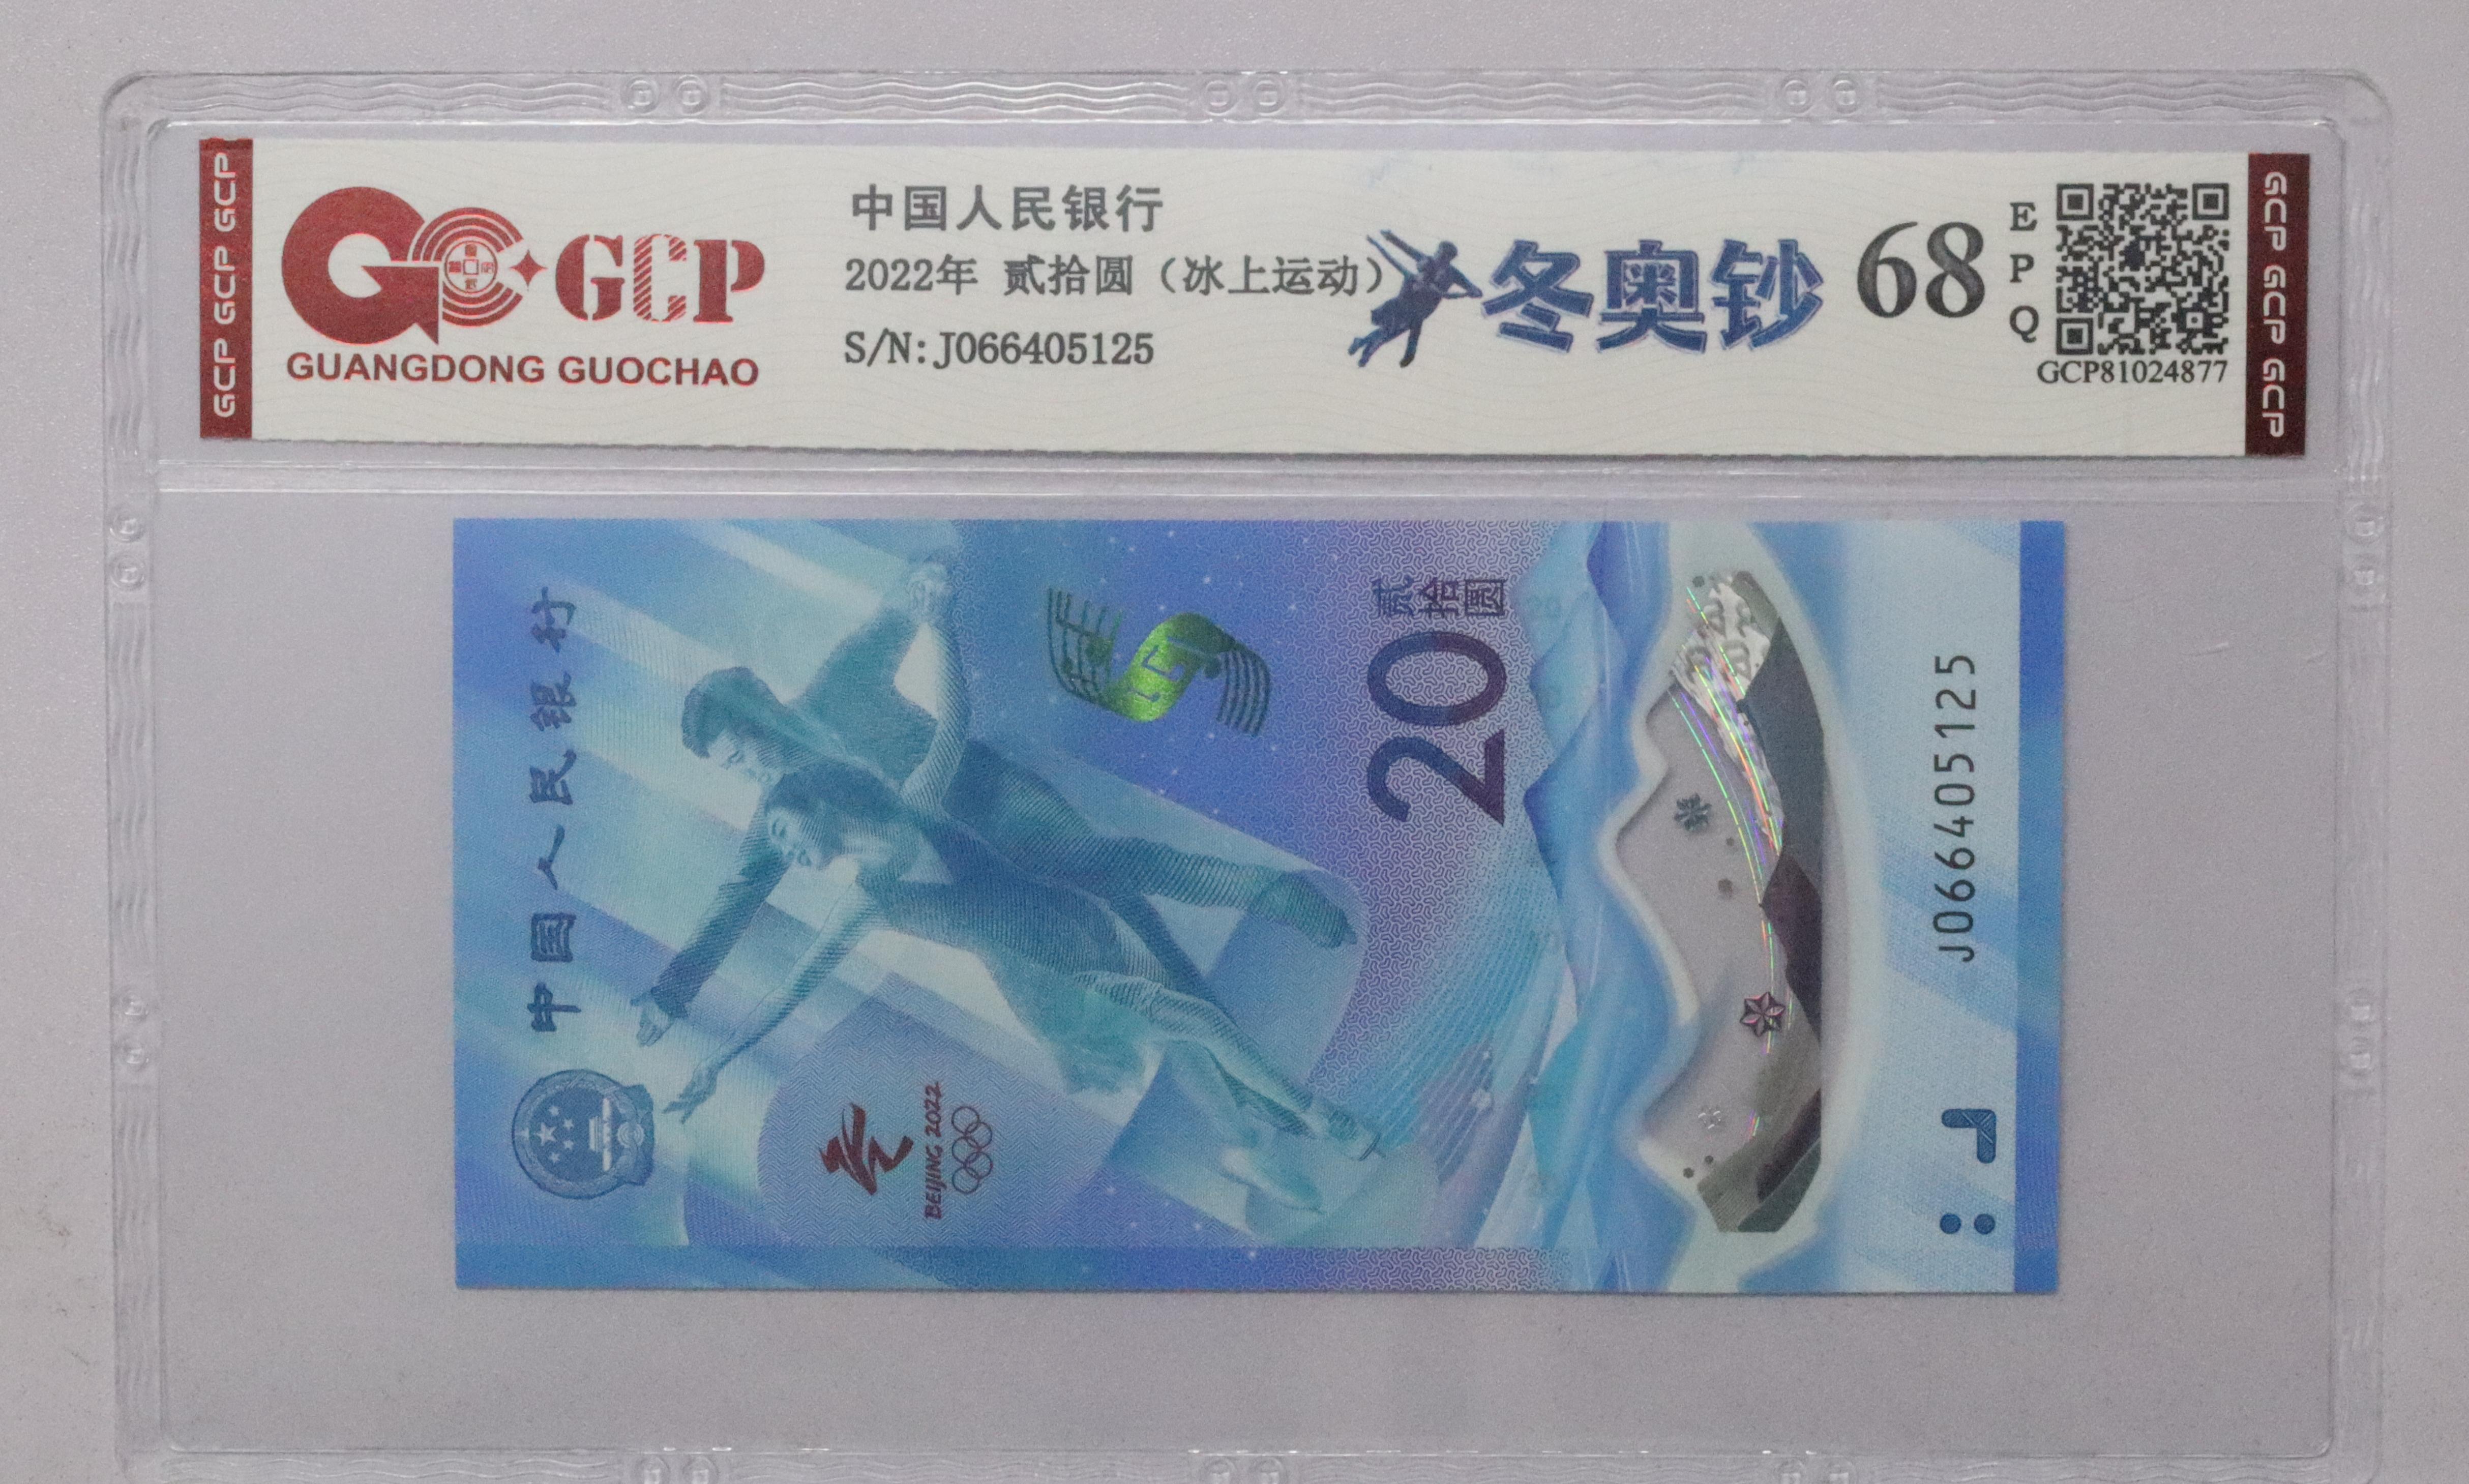 GCP GCP GCP
GCP
GUANGDONG GUOCHAO
中国人民银行
2022年 贰拾圆（冰上运动）
S/N:J066405125
冬奥钞
68
EPQ
GCP81024877
GCP GCP GCP
中国人民银行
BEIJING 2022
贰拾圆
20
J066405125